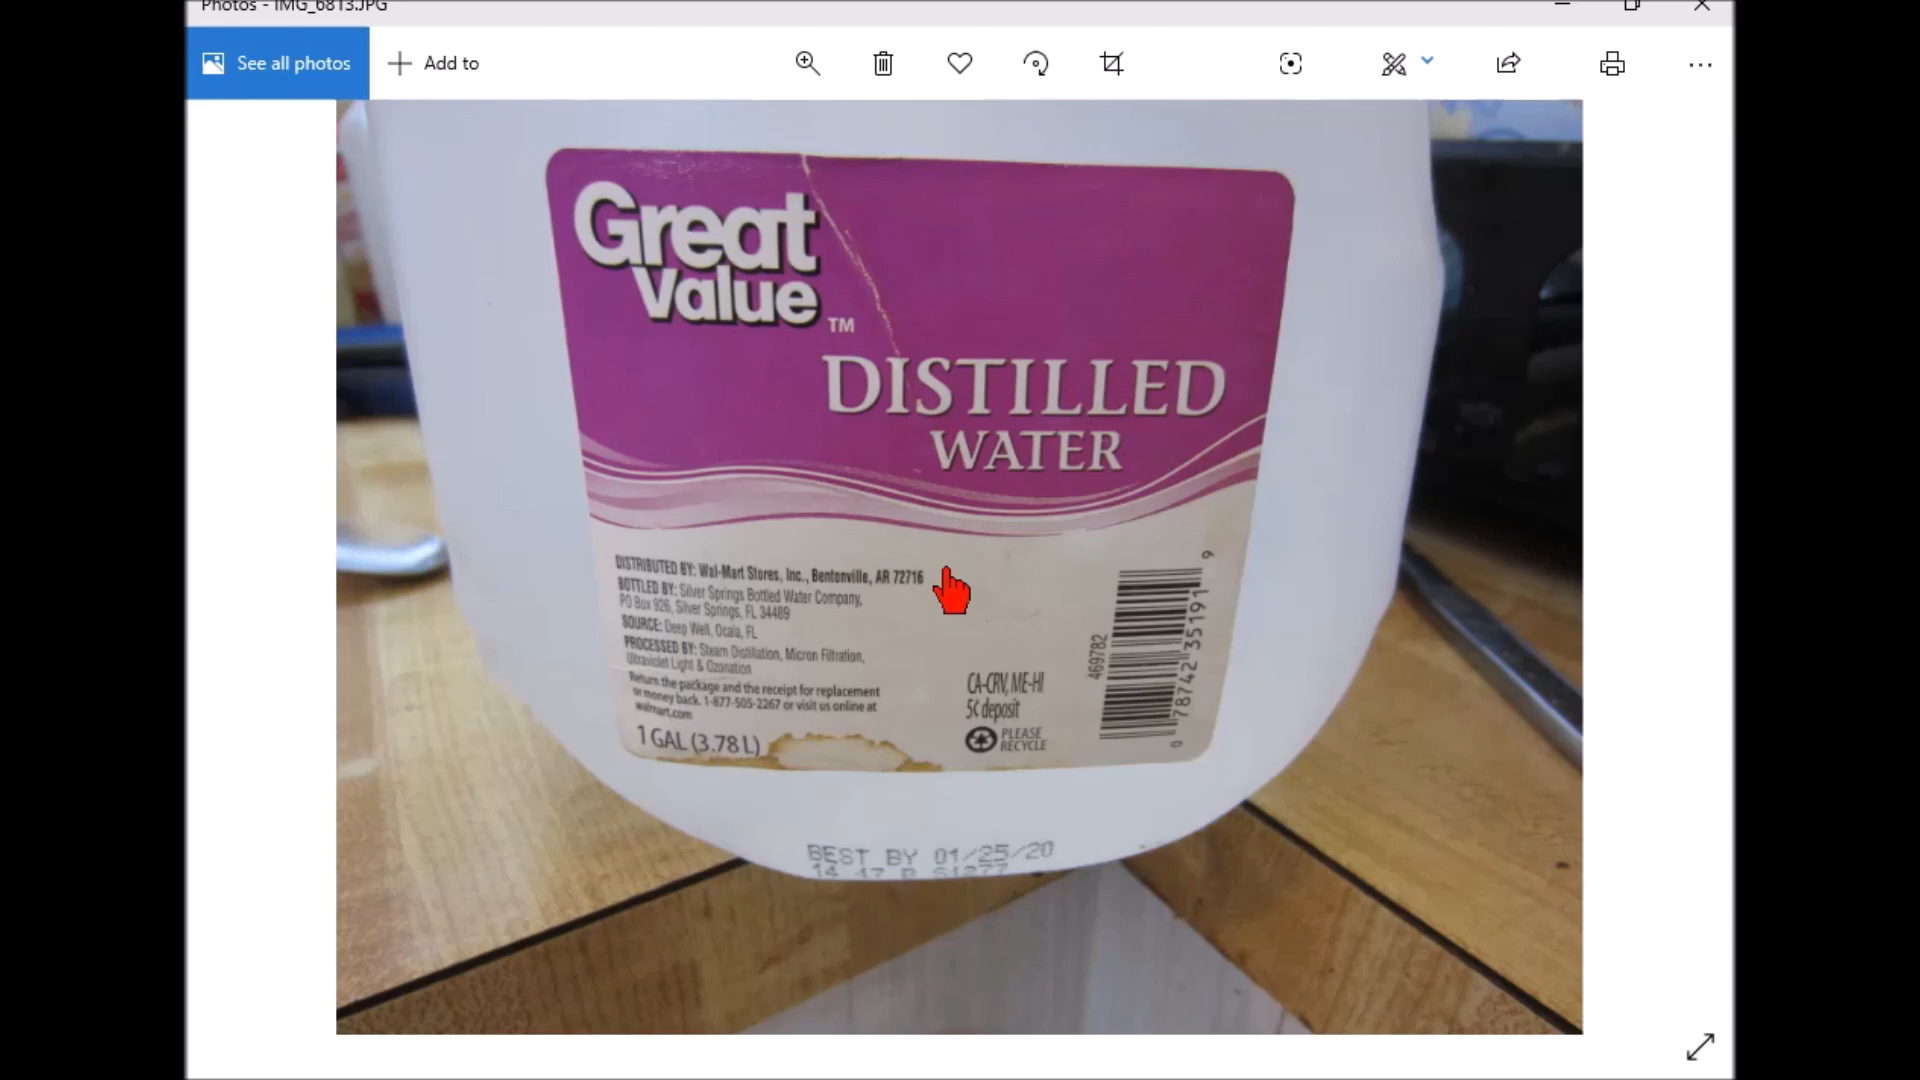 Photos - IMG_6813.JPG
See all photos
Add to
Great
Value
TM
DISTILLED
WATER
DISTRIBUTED BY: Wal-Mart Stores, Inc., Bentonville, AR 72716
BOTTLED BY: Silver Springs Bottled Water Company,
PO Box 926, Silver Springs, FL 34489
SOURCE: Deep Well, Ocala, FL
PROCESSED BY: Steam Distillation, Micron Filtration,
Ultraviolet Light & Ozonation
Return the package and the receipt for replacement
or money back. 1-877-505-2267 or visit us online at
walmart.com
1 GAL (3.78 L)
CA-CRV, ME-HI
5¢ deposit
PLEASE
RECYCLE
469782
0 78742 35191 9
BEST BY 01/25/20
14 47